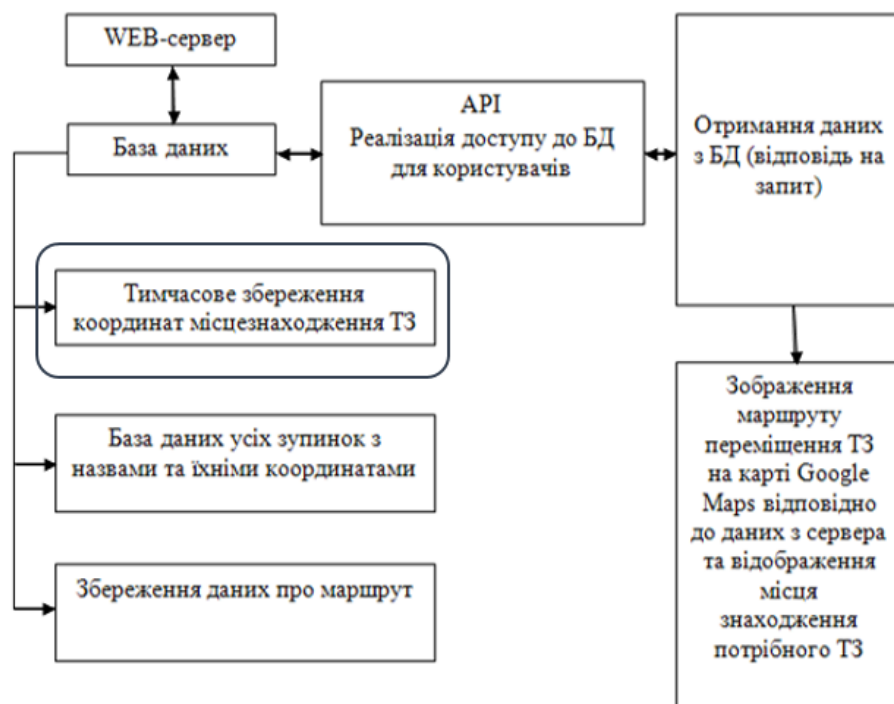 WEB-сервер
База даних
API
Реалізація доступу до БД
для користувачів
Отримання даних
з БД (відповідь на
запит)
Тимчасове збереження
координат місцезнаходження ТЗ
База даних усіх зупинок з
назвами та їхніми координатами
Збереження даних про маршрут
Зображення
маршруту
переміщення ТЗ
на карті Google
Maps відповідно
до даних з сервера
та відображення
місця
знаходження
потрібного ТЗ